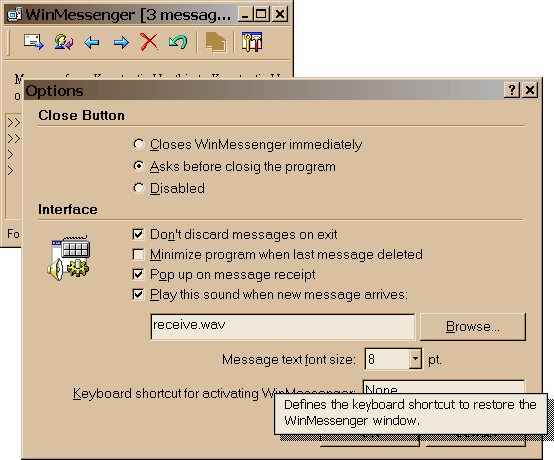 WinMessenger [3 messag...
Options
Close Button
Closes WinMessenger immediately
Asks before closig the program
Disabled
Interface
Don't discard messages on exit
Minimize program when last message deleted
Pop up on message receipt
Play this sound when new message arrives:
receive.wav
Browse...
Message text font size: 8 pt.
Keyboard shortcut for activating WinMessenger: None
Defines the keyboard shortcut to restore the
WinMessenger window.